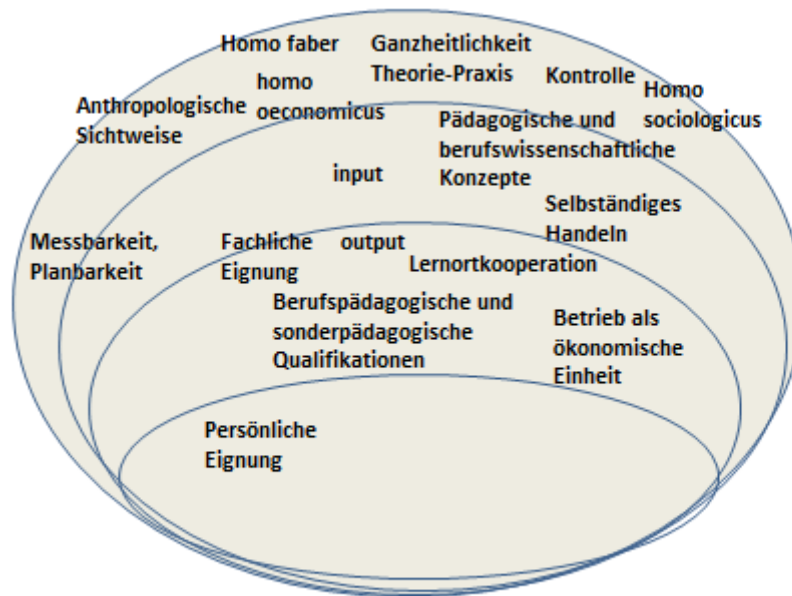 Homo faber
Ganzheitlichkeit
Theorie-Praxis
Kontrolle
Homo
sociologicus
homo
oeconomicus
Anthropologische
Sichtweise
Pädagogische und
berufswissenschaftliche
Konzepte
input
Selbständiges
Handeln
Messbarkeit,
Planbarkeit
Fachliche
Eignung
output
Lernortkooperation
Berufspädagogische und
sonderpädagogische
Qualifikationen
Betrieb als
ökonomische
Einheit
Persönliche
Eignung